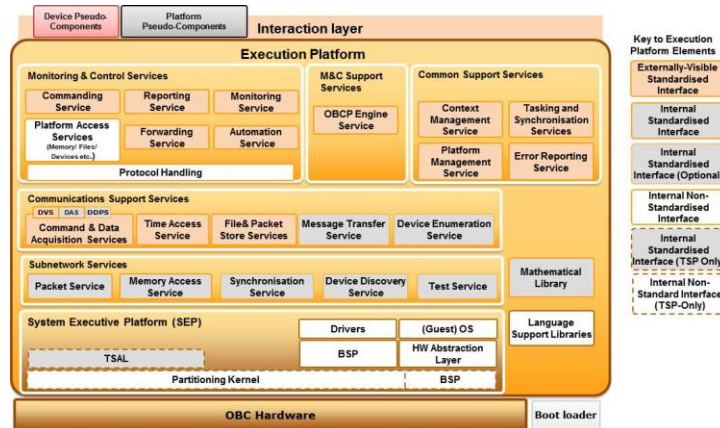 Device Pseudo-
Components
Platform
Pseudo-Components
Interaction layer
Execution Platform
Monitoring & Control Services
Commanding
Service
Reporting
Service
Monitoring
Service
Platform Access
Services
(Memory/ Files/
Devices etc.)
Forwarding
Service
Automation
Service
Protocol Handling
M&C Support
Services
OBCP Engine
Service
Common Support Services
Context
Management
Service
Tasking and
Synchronisation
Services
Platform
Management
Service
Error Reporting
Service
Communications Support Services
DVS DAS DDPS
Command & Data
Acquisition Services
Time Access
Service
File& Packet
Store Services
Message Transfer
Service
Device Enumeration
Service
Subnetwork Services
Packet Service
Memory Access
Service
Synchronisation
Service
Device Discovery
Service
Test Service
Mathematical
Library
System Executive Platform (SEP)
Drivers
(Guest) OS
TSAL
BSP
HW Abstraction
Layer
Partitioning Kernel
BSP
Language
Support Libraries
OBC Hardware
Boot loader
Key to Execution
Platform Elements
Externally-Visible
Standardised
Interface
Internal
Standardised
Interface
Internal
Standardised
Interface (Optional
Internal Non-
Standardised
Interface
Internal
Standardised
Interface (TSP Only
Internal Non-
Standard Interface
(TSP-Only)